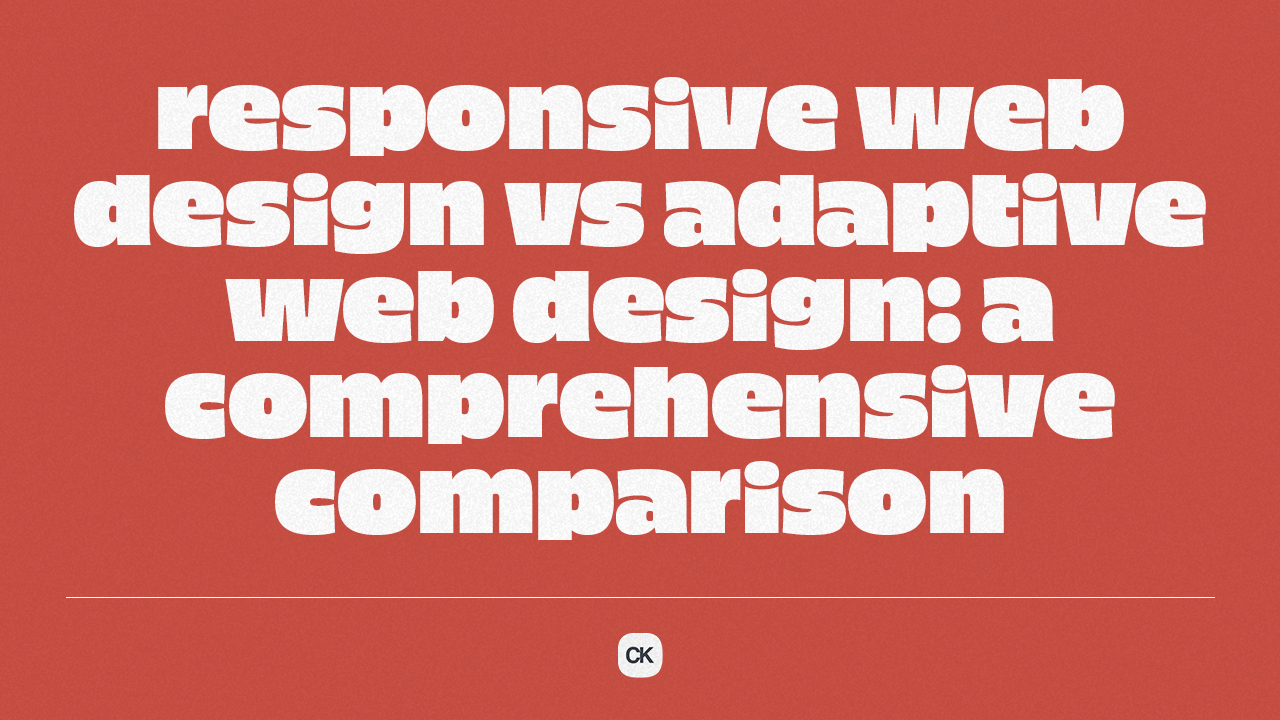 responsive web
design vs adaptive
web design: a
comprehensive
comparison
CK